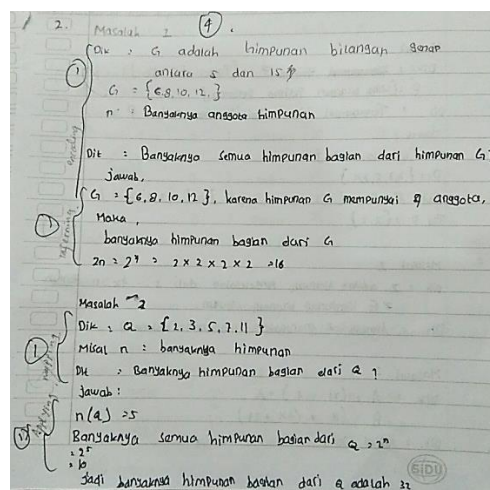 2. Masalah 1 4
Dik : G adalah himpunan bilangan genap
antara 5 dan 15
G = {6,8,10,12,}
n : Banyaknya anggota himpunan
Dit : Banyaknya semua himpunan bagian dari himpunan G
jawab,
G = {6,8,10,12}, karena himpunan G mempunyai 4 anggota,
Maka,
banyaknya himpunan bagian dari G
2n = 2⁴ = 2 × 2 × 2 × 2 = 16
Masalah 2
Dik : Q = {2, 3, 5, 7, 11}
Misal n : banyaknya himpunan
Dit : Banyaknya himpunan bagian dari Q ?
jawab :
n(Q) = 5
Banyaknya semua himpunan bagian dari Q = 2ⁿ
= 2⁵
= 10
Jadi banyaknya himpunan bagian dari Q adalah 32
SIDU